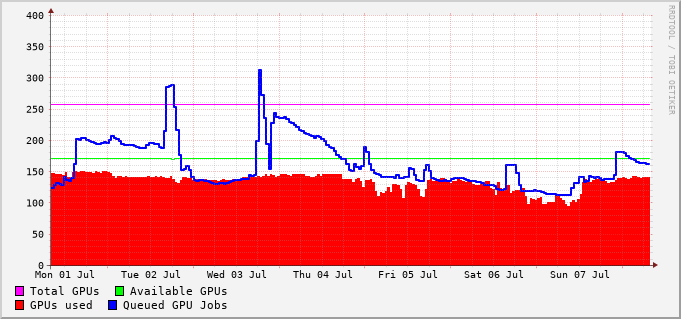 400
350
300
250
200
150
100
50
0
Mon 01 Jul Tue 02 Jul Wed 03 Jul Thu 04 Jul Fri 05 Jul Sat 06 Jul Sun 07 Jul
Total GPUs Available GPUs
GPUs used Queued GPU Jobs
RRDTOOL / TOBI OETIKER